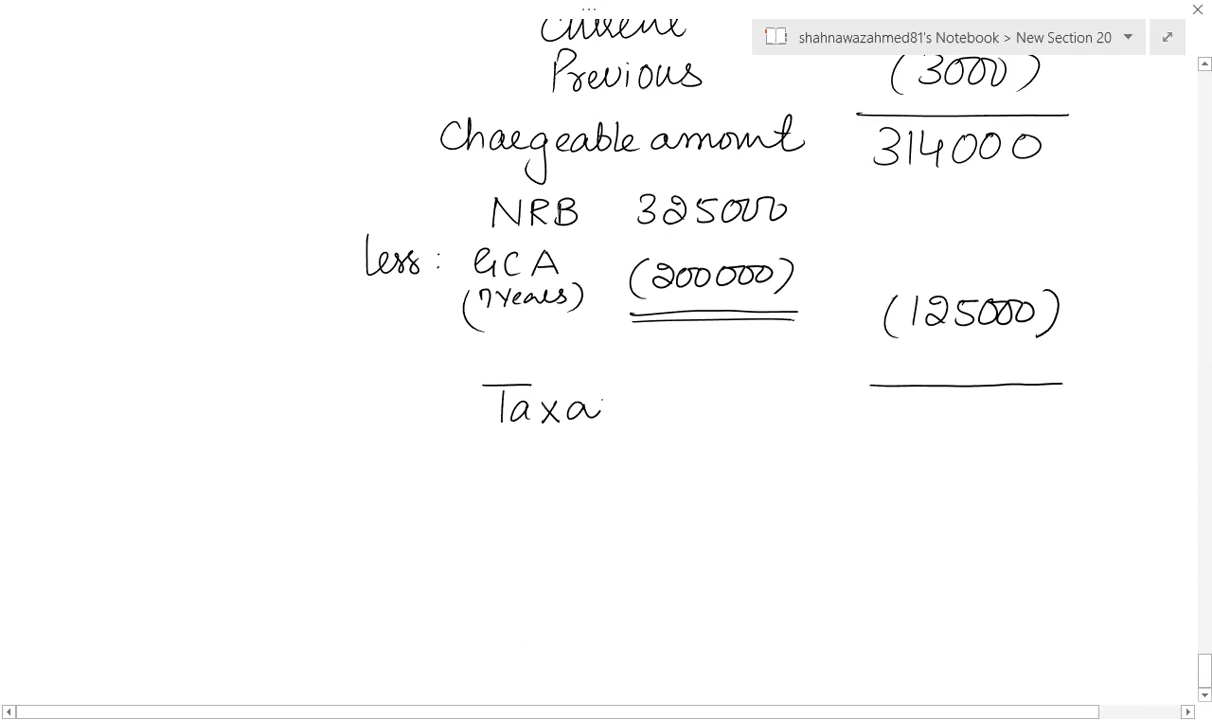 shahnawazahmed81's Notebook > New Section 20
Current
Previous (3000)
Chargeable amount 314000
NRB 325000
Less: GCA (200000)
(7 Years) (125000)
Taxa